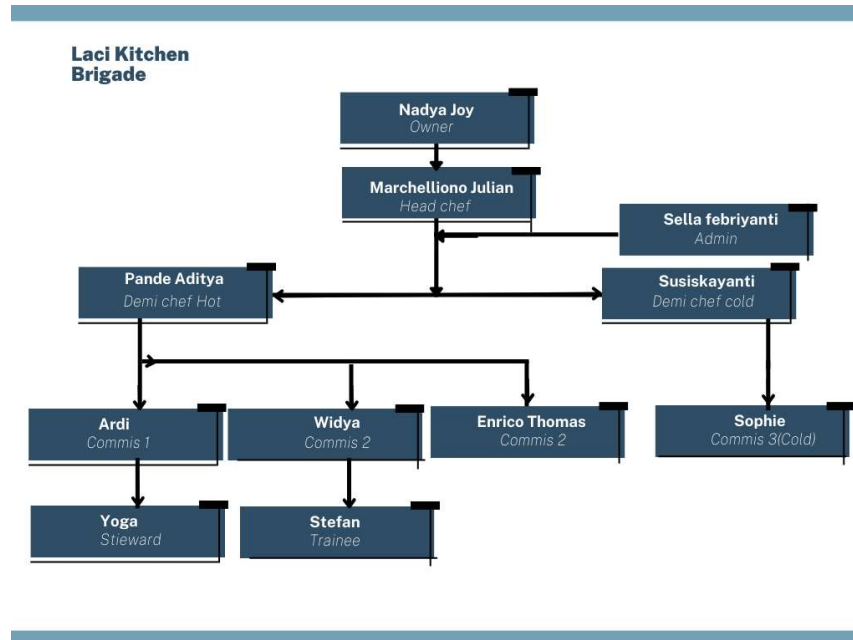 Laci Kitchen
Brigade
Nadya Joy
Owner
Marchelliono Julian
Head chef
Sella febriyanti
Admin
Pande Aditya
Demi chef Hot
Susiskayanti
Demi chef cold
Ardi
Commis 1
Widya
Commis 2
Enrico Thomas
Commis 2
Sophie
Commis 3(Cold)
Yoga
Stieward
Stefan
Trainee